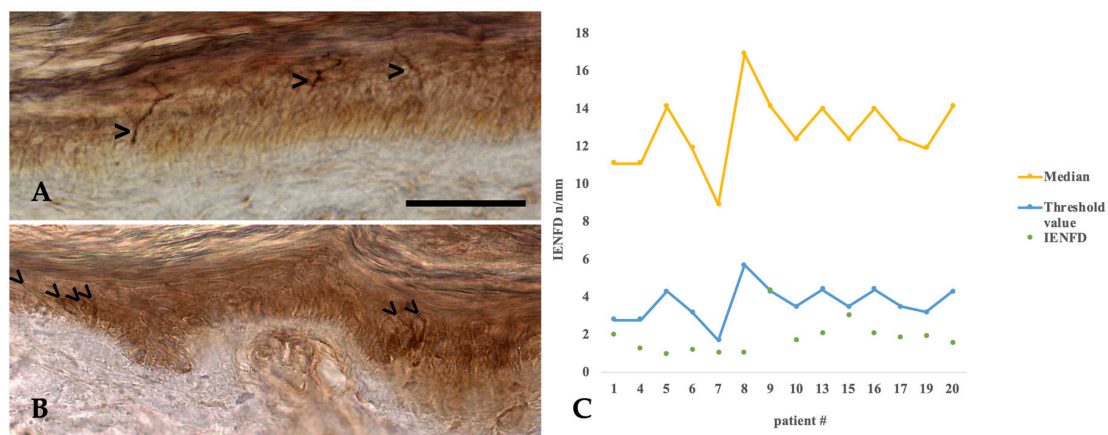 A
B
C
IENFD n/mm
18
16
14
12
10
8
6
4
2
0
1 4 5 6 7 8 9 10 13 15 16 17 19 20
patient #
Median
Threshold
value
IENFD